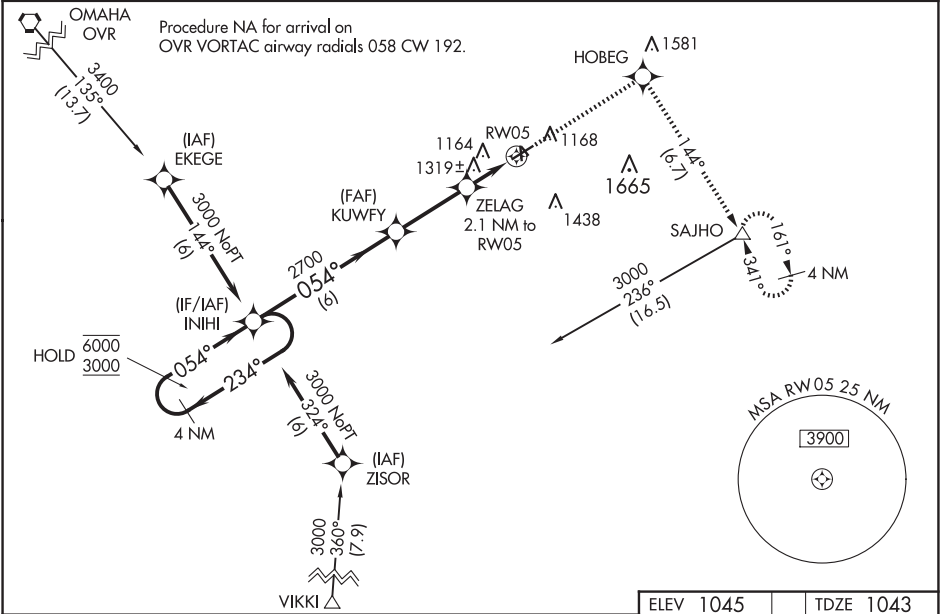 OMAHA
OVR
Procedure NA for arrival on
OVR VORTAC airway radials 058 CW 192.
3400
135°
(13.7)
HOBEG
1581
(IAF)
EKEGE
1164
RW05
1168
1319±
1665
144°
(6.7)
3000 NoPT
144°
(6)
(FAF)
KUWFY
ZELAG
2.1 NM to
RW05
1438
SAJHO
161°
341°
4 NM
2700
054°
(6)
3000
236°
(16.5)
(IF/IAF)
INIHI
HOLD
6000
3000
054°
234°
4 NM
3000 NoPT
324°
(6)
(IAF)
ZISOR
MSA RW05 25 NM
3900
3000
360°
(7.9)
VIKKI
ELEV 1045
TDZE 1043